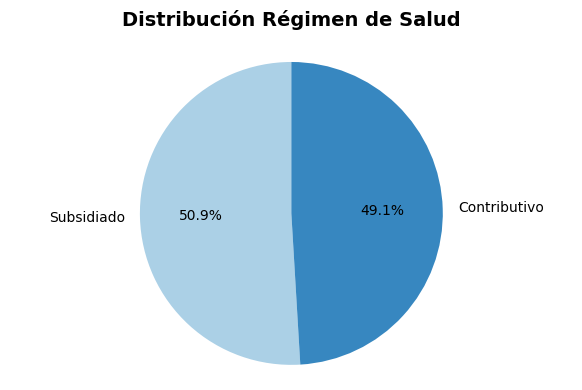 Distribución Régimen de Salud
Contributivo
49.1%
50.9%
Subsidiado